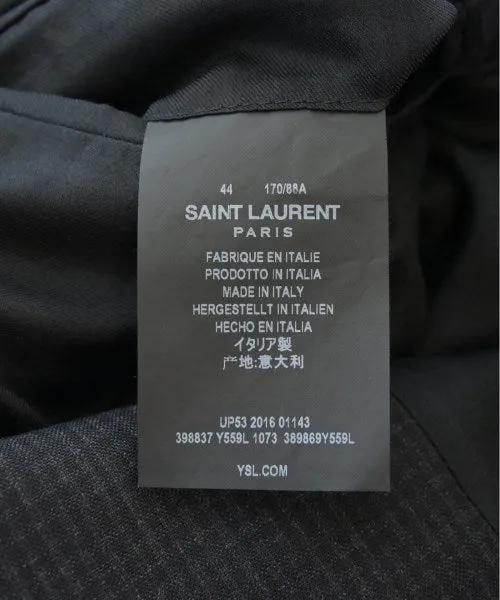 44 170/88A
SAINT LAURENT
PARIS
FABRIQUE EN ITALIE
PRODOTTO IN ITALIA
MADE IN ITALY
HERGESTELLT IN ITALIEN
HECHO EN ITALIA
イタリア製
产地:意大利
UP53 2016 01143
398837 Y559L 1073 389869Y559L
YSL.COM